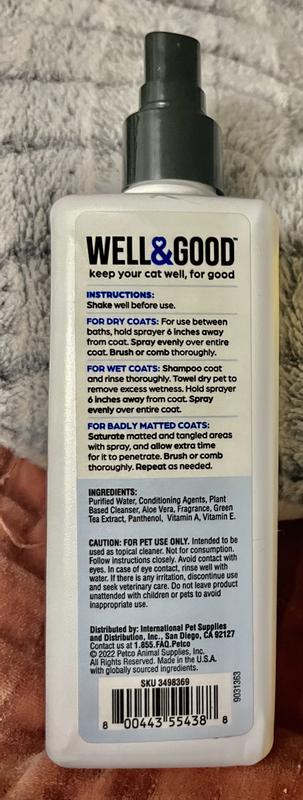 WELL&GOOD™
keep your cat well, for good
INSTRUCTIONS:
Shake well before use.
FOR DRY COATS: For use between
baths, hold sprayer 6 inches away
from coat. Spray evenly over entire
coat. Brush or comb thoroughly.
FOR WET COATS: Shampoo coat
and rinse thoroughly. Towel dry pet to
remove excess wetness. Hold sprayer
6 inches away from coat. Spray
evenly over entire coat.
FOR BADLY MATTED COATS:
Saturate matted and tangled areas
with spray, and allow extra time
for it to penetrate. Brush or comb
thoroughly. Repeat as needed.
INGREDIENTS:
Purified Water, Conditioning Agents, Plant
Based Cleanser, Aloe Vera, Fragrance, Green
Tea Extract, Panthenol, Vitamin A, Vitamin E.
CAUTION: FOR PET USE ONLY. Intended to be
used as topical cleaner. Not for consumption.
Follow instructions closely. Avoid contact with
eyes. In case of eye contact, rinse well with
water. If there is any irritation, discontinue use
and seek veterinary care. Do not leave product
unattended with children or pets to avoid
inappropriate use.
Distributed by: International Pet Supplies
and Distribution, Inc., San Diego, CA 92127
Contact us at 1.855.FAQ.Petco
© 2022 Petco Animal Supplies, Inc.
All Rights Reserved. Made in the U.S.A.
with globally sourced ingredients.
SKU 3498369
8 00443 55438 8
9031363